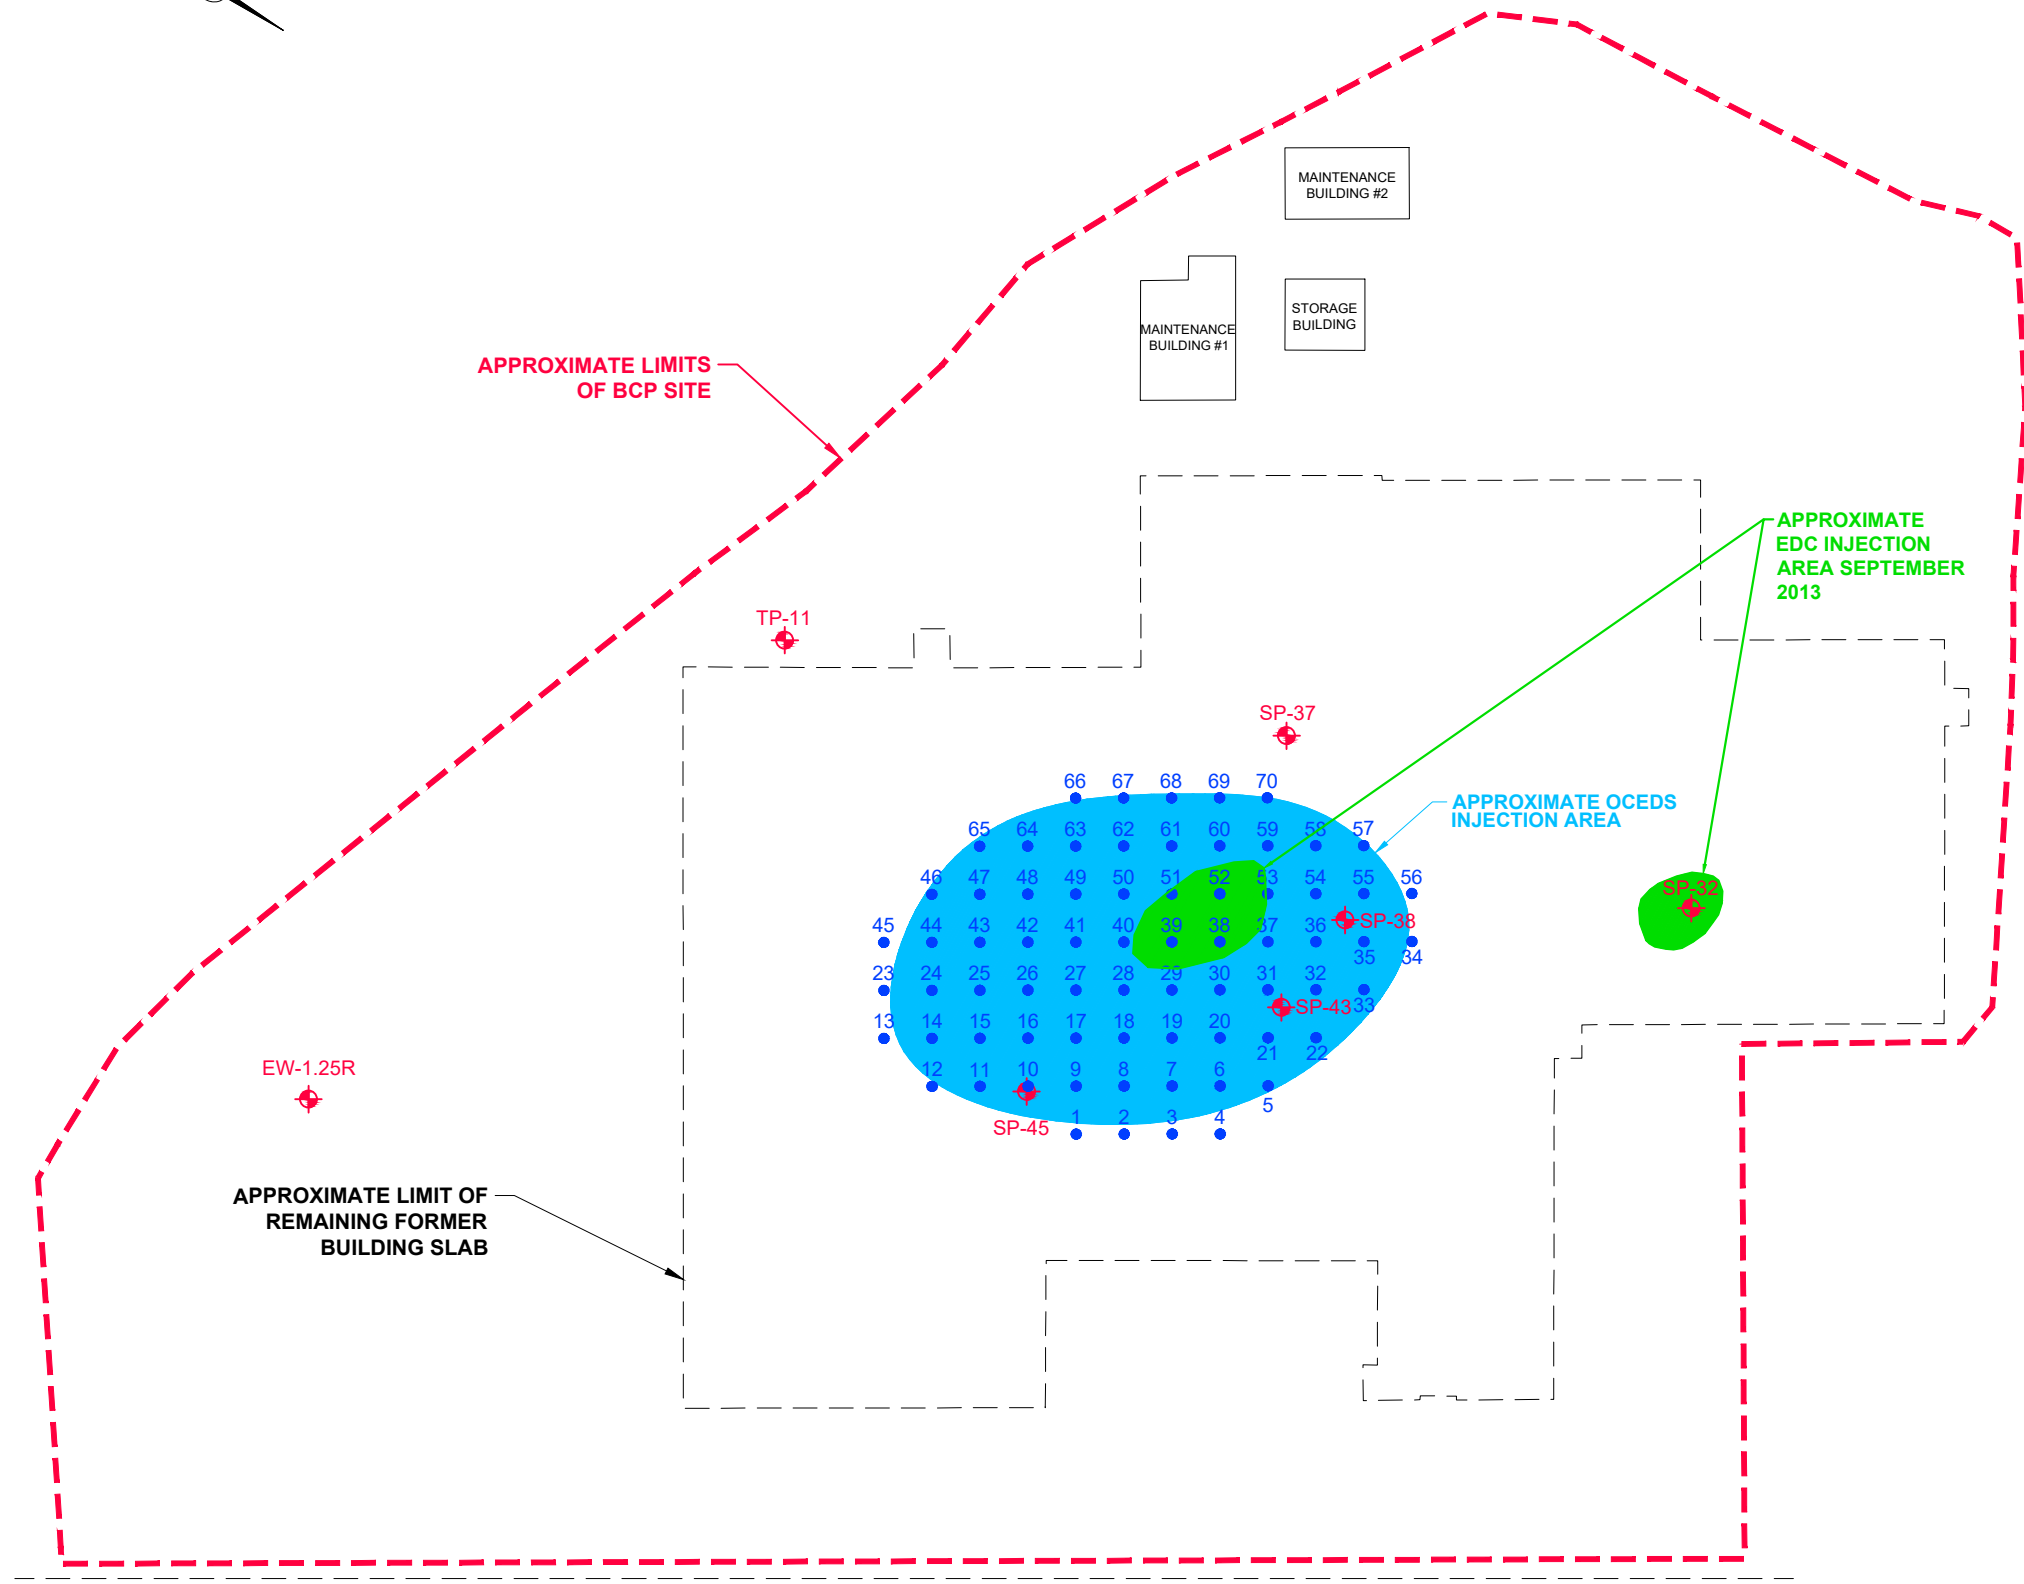 MAINTENANCE
BUILDING #2
STORAGE
BUILDING
MAINTENANCE
BUILDING #1
APPROXIMATE LIMITS
OF BCP SITE
APPROXIMATE
EDC INJECTION
AREA SEPTEMBER
2013
TP-11
SP-37
66 67 68 69 70
APPROXIMATE OCEDS
INJECTION AREA
65 64 63 62 61 60 59 58 57
46 47 48 49 50 51 52 53 54 55 56
SP-32
SP-38
45 44 43 42 41 40 39 38 37 36
35 34
23 24 25 26 27 28 29 30 31 32
SP-43
33
13 14 15 16 17 18 19 20
21 22
EW-1.25R
12 11 10 9 8 7 6
5
1 2 3 4
SP-45
APPROXIMATE LIMIT OF
REMAINING FORMER
BUILDING SLAB